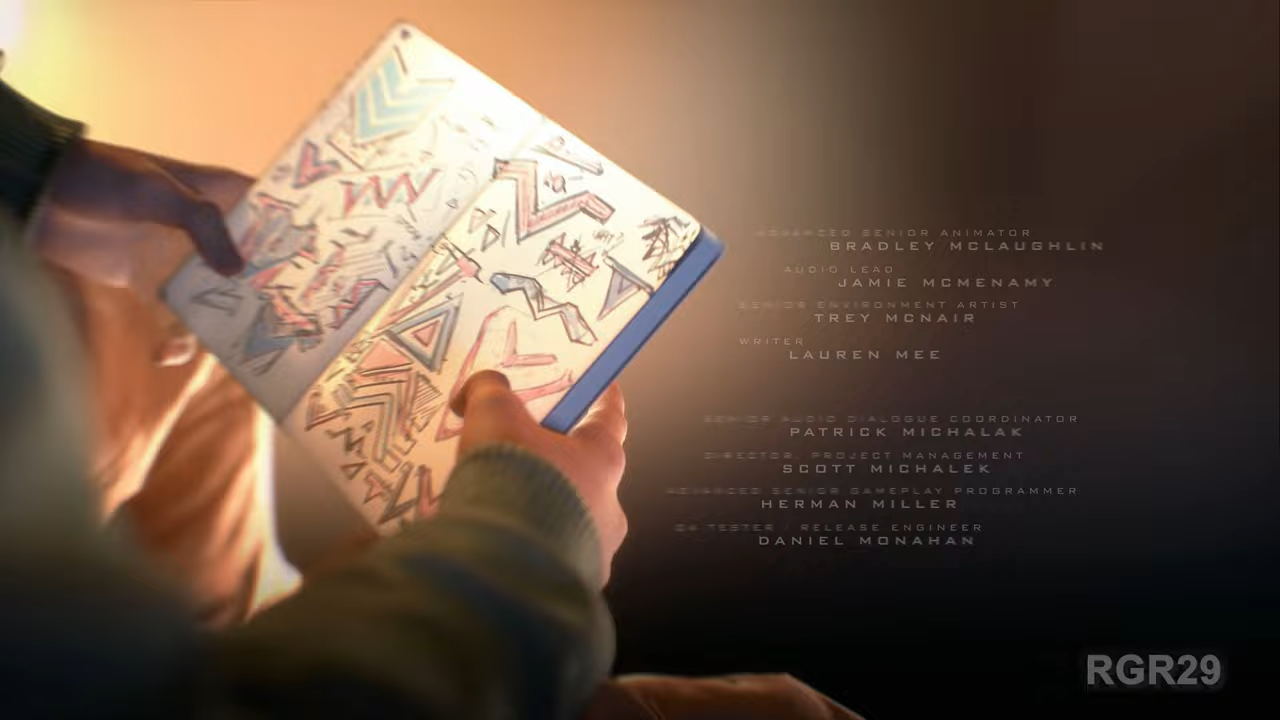 ADVANCED SENIOR ANIMATOR
BRADLEY MCLAUGHLIN
AUDIO LEAD
JAMIE MCMENAMY
SENIOR ENVIRONMENT ARTIST
TREY MCNAIR
WRITER
LAUREN MEE
SENIOR AUDIO DIALOGUE COORDINATOR
PATRICK MICHALAK
DIRECTOR, PROJECT MANAGEMENT
SCOTT MICHALEK
ADVANCED SENIOR GAMEPLAY PROGRAMMER
HERMAN MILLER
QA TESTER / RELEASE ENGINEER
DANIEL MONAHAN
RGR29